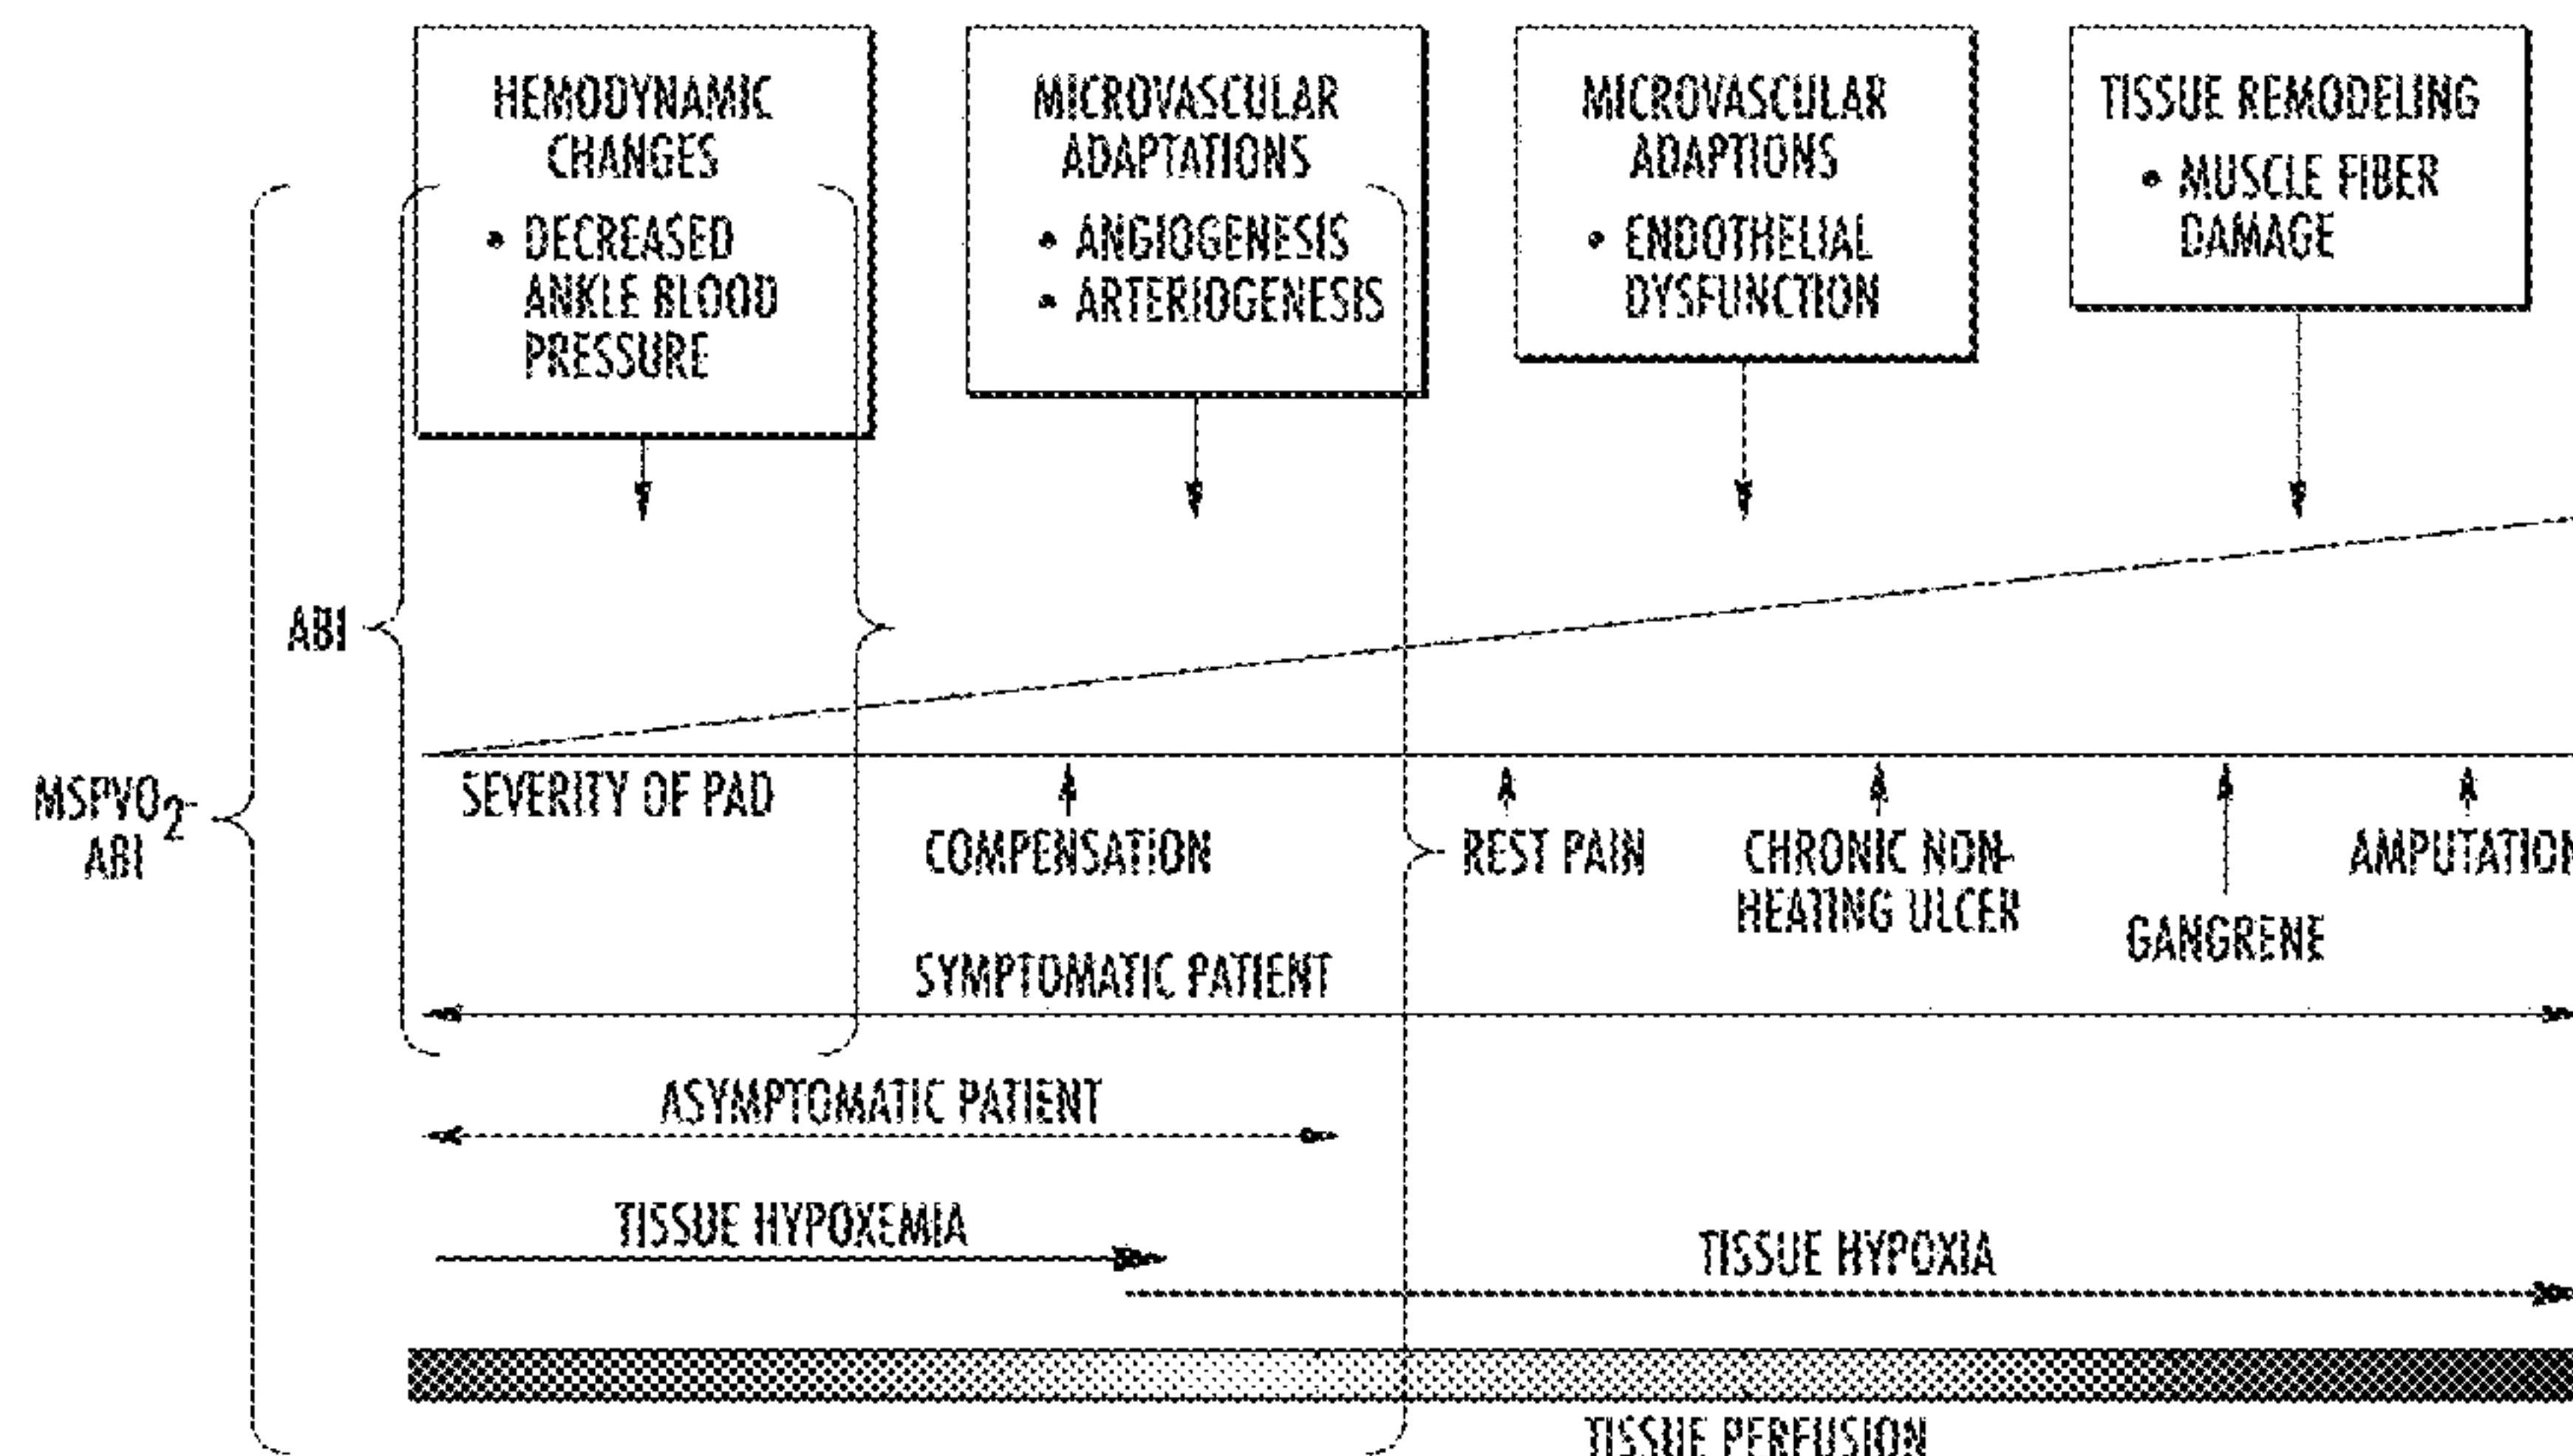 HEMODYNAMIC
CHANGES
• DECREASED
ANKLE BLOOD
PRESSURE
MICROVASCULAR
ADAPTATIONS
• ANGIOGENESIS
• ARTERIOGENESIS
MICROVASCULAR
ADAPTIONS
• ENDOTHELIAL
DYSFUNCTION
TISSUE REMODELING
• MUSCLE FIBER
DAMAGE
ABI
MSPVO2-
ABI
SEVERITY OF PAD
COMPENSATION
REST PAIN
CHRONIC NON-
HEATING ULCER
GANGRENE
AMPUTATION
SYMPTOMATIC PATIENT
ASYMPTOMATIC PATIENT
TISSUE HYPOXEMIA
TISSUE HYPOXIA
TISSUE PERFUSION